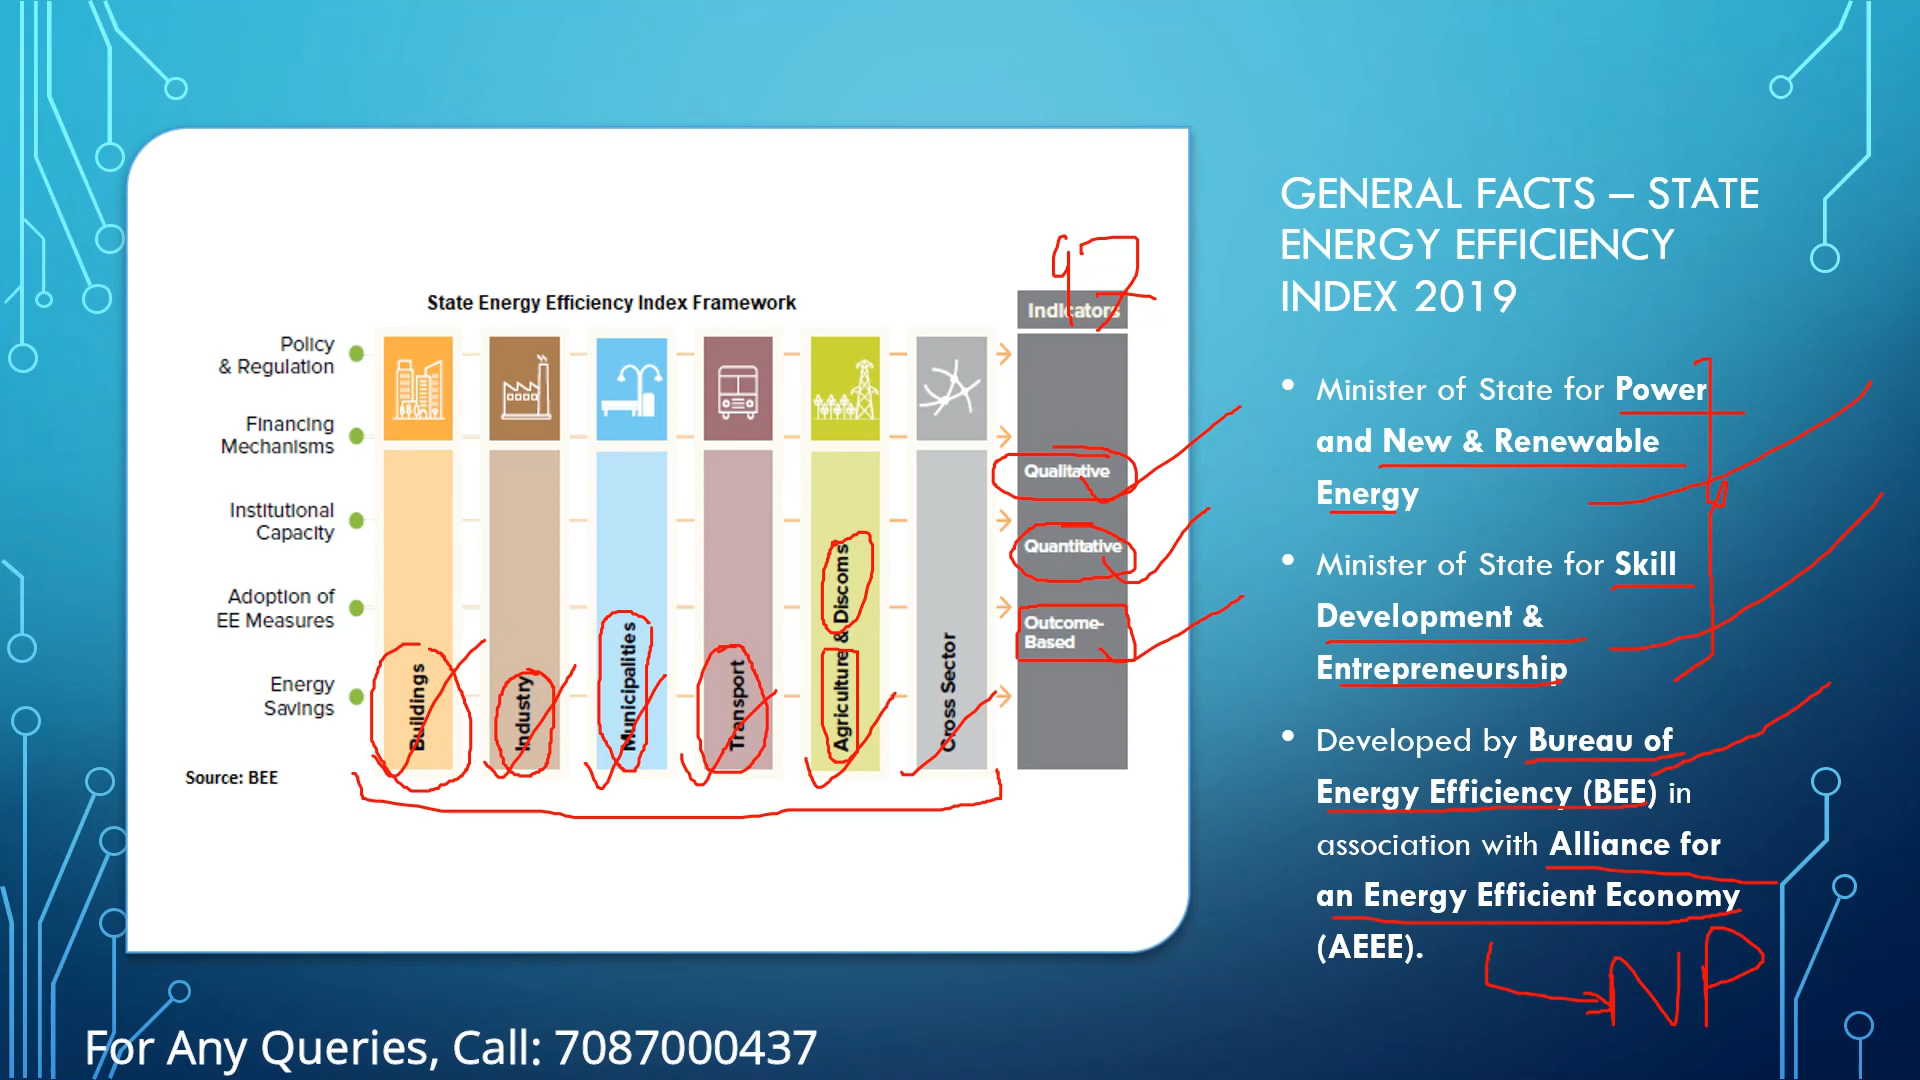 GENERAL FACTS – STATE
ENERGY EFFICIENCY
INDEX 2019
97
State Energy Efficiency Index Framework
Indicators
Policy
& Regulation
Financing
Mechanisms
Institutional
Capacity
Adoption of
EE Measures
Energy
Savings
Buildings
Industry
Municipalities
Transport
Agriculture & Discoms
Cross Sector
Qualitative
Quantitative
Outcome-
Based
Source: BEE
• Minister of State for Power
and New & Renewable
Energy
• Minister of State for Skill
Development &
Entrepreneurship
• Developed by Bureau of
Energy Efficiency (BEE) in
association with Alliance for
an Energy Efficient Economy
(AEEE).
NP
For Any Queries, Call: 7087000437